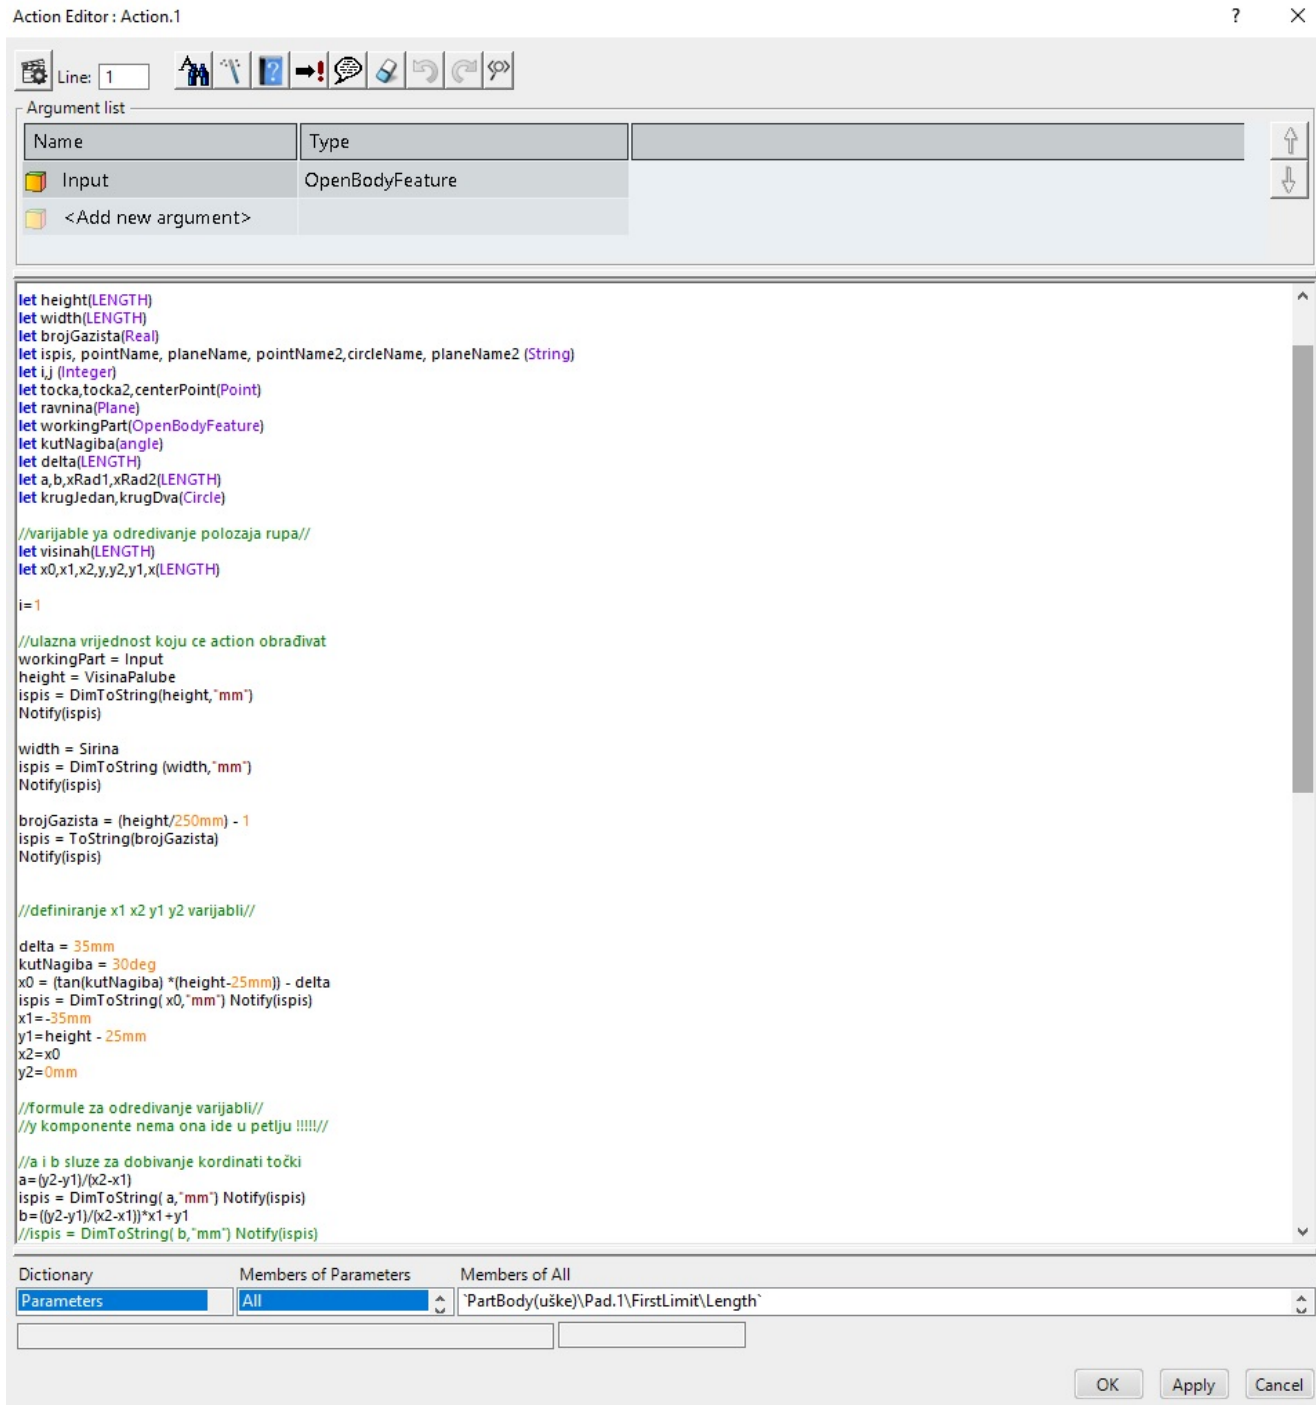 Action Editor : Action.1
? ×
Line: 1
Argument list
Name Type
Input OpenBodyFeature
<Add new argument>
let height(LENGTH)
let width(LENGTH)
let brojGazista(Real)
let ispis, pointName, planeName, pointName2,circleName, planeName2 (String)
let i,j (Integer)
let tocka,tocka2,centerPoint(Point)
let ravnina(Plane)
let workingPart(OpenBodyFeature)
let kutNagiba(angle)
let delta(LENGTH)
let a,b,xRad1,xRad2(LENGTH)
let krugJedan,krugDva(Circle)
//varijable ya odredivanje polozaja rupa//
let visinah(LENGTH)
let x0,x1,x2,y,y2,y1,x(LENGTH)
i=1
//ulazna vrijednost koju ce action obrađivat
workingPart = Input
height = VisinaPalube
ispis = DimToString(height,"mm")
Notify(ispis)
width = Sirina
ispis = DimToString (width,"mm")
Notify(ispis)
brojGazista = (height/250mm) - 1
ispis = ToString(brojGazista)
Notify(ispis)
//definiranje x1 x2 y1 y2 varijabli//
delta = 35mm
kutNagiba = 30deg
x0 = (tan(kutNagiba) *(height-25mm)) - delta
ispis = DimToString( x0,"mm") Notify(ispis)
x1=-35mm
y1=height - 25mm
x2=x0
y2=0mm
//formule za odredivanje varijabli//
//y komponente nema ona ide u petlju !!!!!//
//a i b sluze za dobivanje kordinati točki
a=(y2-y1)/(x2-x1)
ispis = DimToString( a,"mm") Notify(ispis)
b=((y2-y1)/(x2-x1))*x1+y1
//ispis = DimToString( b,"mm") Notify(ispis)
Dictionary Members of Parameters Members of All
Parameters All `PartBody(uške)\Pad.1\FirstLimit\Length`
OK Apply Cancel